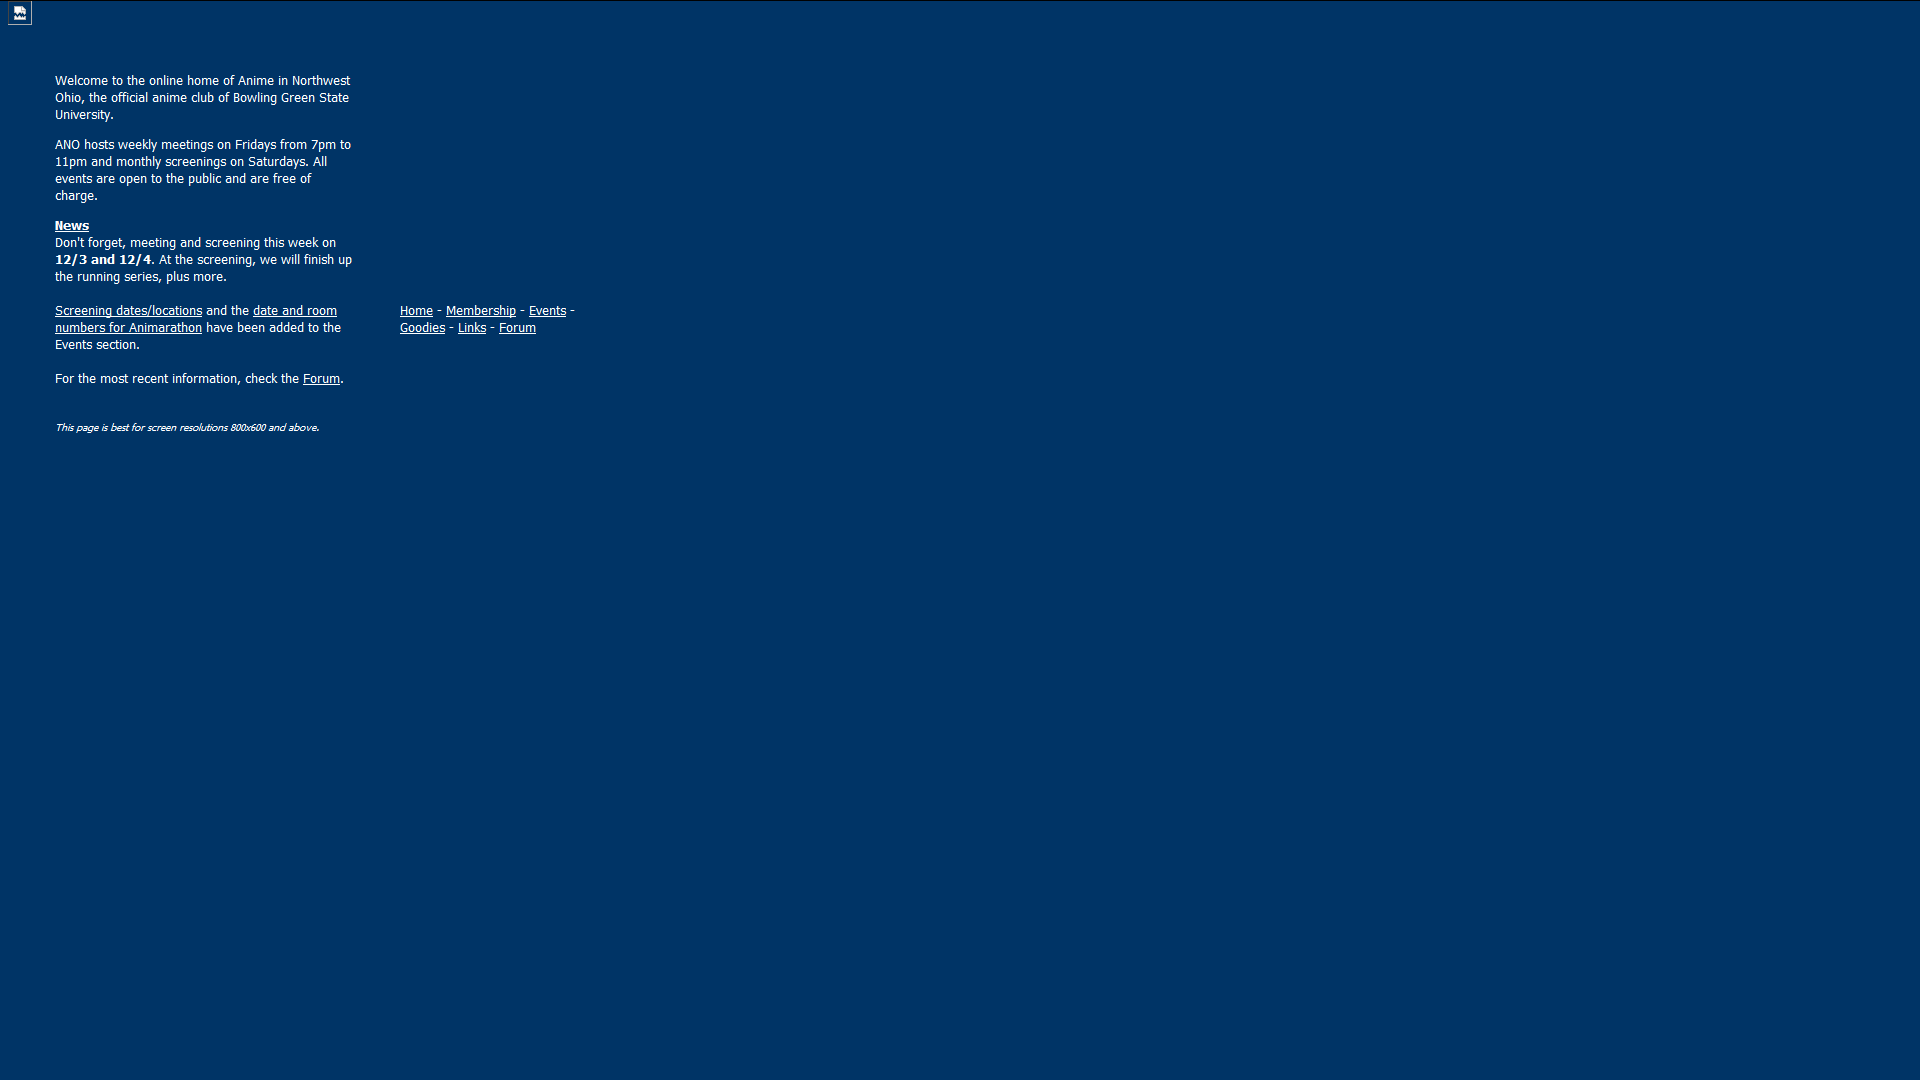 Welcome to the online home of Anime in Northwest
Ohio, the official anime club of Bowling Green State
University.
ANO hosts weekly meetings on Fridays from 7pm to
11pm and monthly screenings on Saturdays. All
events are open to the public and are free of
charge.
News
Don't forget, meeting and screening this week on
12/3 and 12/4. At the screening, we will finish up
the running series, plus more.
Screening dates/locations and the date and room
numbers for Animarathon have been added to the
Events section.
For the most recent information, check the Forum.
This page is best for screen resolutions 800x600 and above.
Home - Membership - Events -
Goodies - Links - Forum